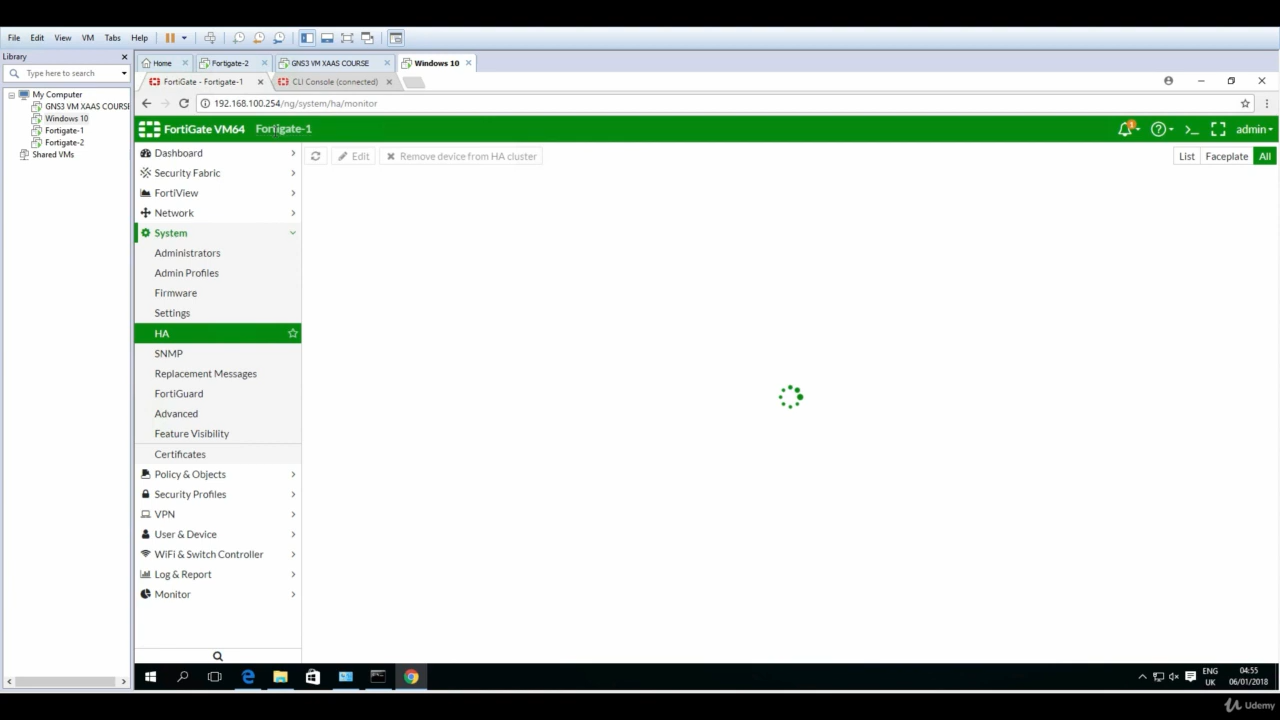 File Edit View VM Tabs Help
Library
Type here to search
My Computer
GNS3 VM XAAS COURSE
Windows 10
Fortigate-1
Fortigate-2
Shared VMs
Home Fortigate-2 GNS3 VM XAAS COURSE Windows 10
FortiGate - Fortigate-1 CLI Console (connected)
192.168.100.254/ng/system/ha/monitor
FortiGate VM64 Fortigate-1 1 admin
Dashboard
Security Fabric
FortiView
Network
System
Administrators
Admin Profiles
Firmware
Settings
HA
SNMP
Replacement Messages
FortiGuard
Advanced
Feature Visibility
Certificates
Policy & Objects
Security Profiles
VPN
User & Device
WiFi & Switch Controller
Log & Report
Monitor
Edit Remove device from HA cluster List Faceplate All
ENG 04:55
UK 06/01/2018
Udemy